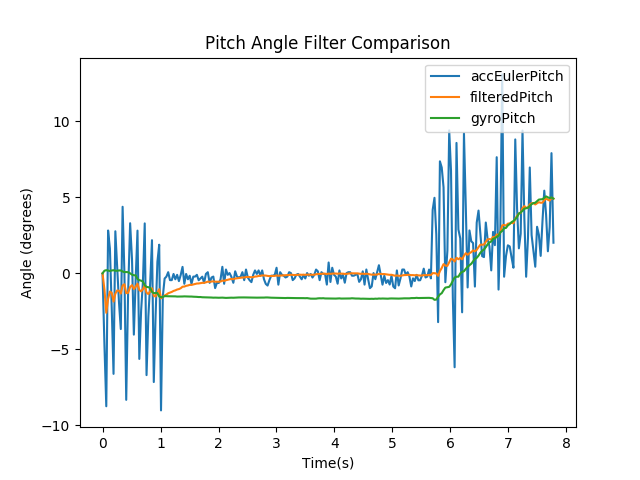 Pitch Angle Filter Comparison
accEulerPitch
filteredPitch
gyroPitch
Angle (degrees)
10
5
0
−5
−10
0 1 2 3 4 5 6 7 8
Time(s)